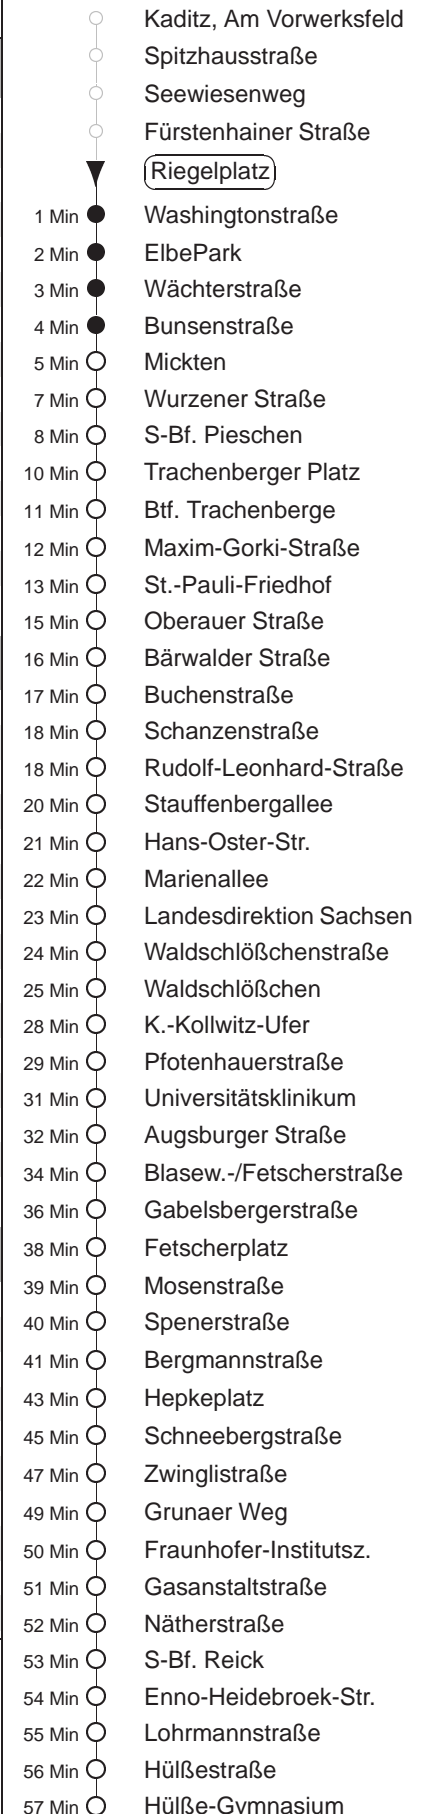 Kaditz, Am Vorwerksfeld
Spitzhausstraße
Seewiesenweg
Fürstenhainer Straße
Riegelplatz
1 Min Washingtonstraße
2 Min ElbePark
3 Min Wächterstraße
4 Min Bunsenstraße
5 Min Mickten
7 Min Wurzener Straße
8 Min S-Bf. Pieschen
10 Min Trachenberger Platz
11 Min Btf. Trachenberge
12 Min Maxim-Gorki-Straße
13 Min St.-Pauli-Friedhof
15 Min Oberauer Straße
16 Min Bärwalder Straße
17 Min Buchenstraße
18 Min Schanzenstraße
18 Min Rudolf-Leonhard-Straße
20 Min Stauffenbergallee
21 Min Hans-Oster-Str.
22 Min Marienallee
23 Min Landesdirektion Sachsen
24 Min Waldschlößchenstraße
25 Min Waldschlößchen
28 Min K.-Kollwitz-Ufer
29 Min Pfotenhauerstraße
31 Min Universitätsklinikum
32 Min Augsburger Straße
34 Min Blasew.-/Fetscherstraße
36 Min Gabelsbergerstraße
38 Min Fetscherplatz
39 Min Mosenstraße
40 Min Spenerstraße
41 Min Bergmannstraße
43 Min Hepkeplatz
45 Min Schneebergstraße
47 Min Zwinglistraße
49 Min Grunaer Weg
50 Min Fraunhofer-Institutsz.
51 Min Gasanstaltstraße
52 Min Nätherstraße
53 Min S-Bf. Reick
54 Min Enno-Heidebroek-Str.
55 Min Lohrmannstraße
56 Min Hülßestraße
57 Min Hülße-Gymnasium